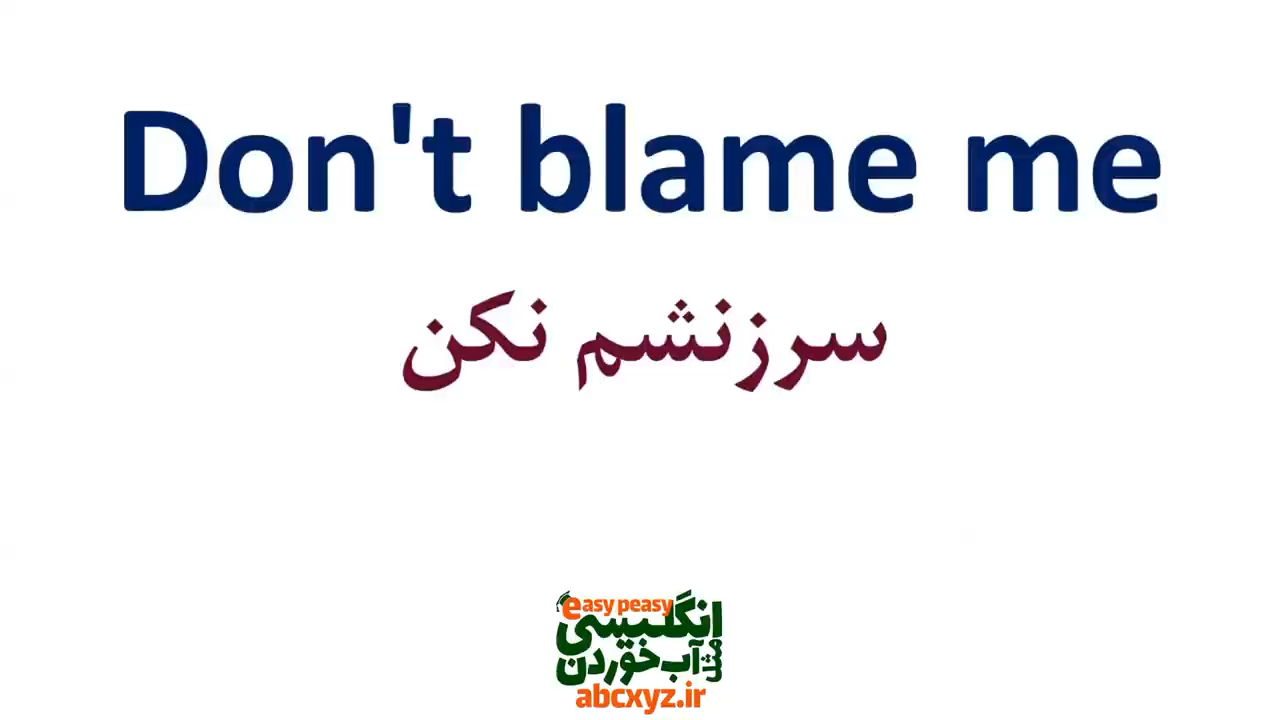 Don't blame me
سرزنشم نکن
easy peasy
انگلیسی
مثل آب خوردن
abcxyz.ir